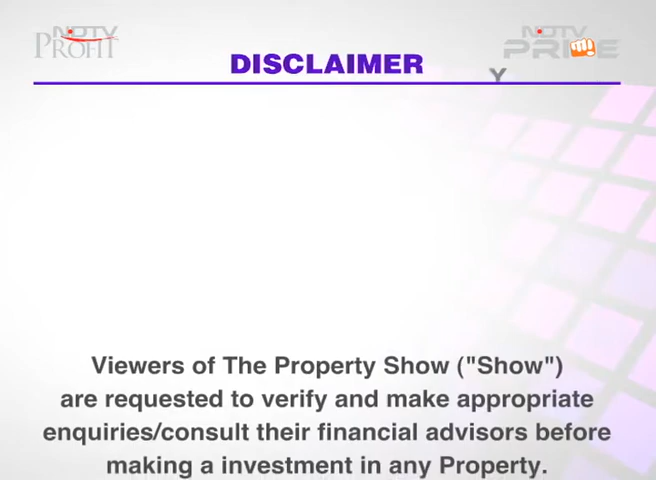 NDTV
PROFIT
NDTV
DISCLAIMER
Y
Viewers of The Property Show ("Show")
are requested to verify and make appropriate
enquiries/consult their financial advisors before
making a investment in any Property.